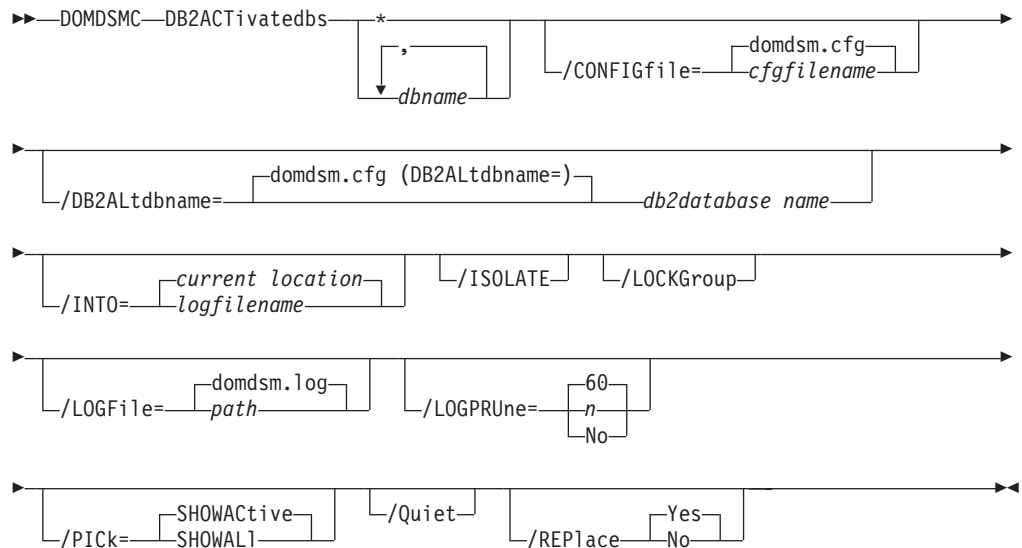 DOMDSMC DB2ACTivatedbs * domdsm.cfg
, /CONFIGfile= cfgfilename
dbname
domdsm.cfg (DB2ALtdbname=)
/DB2ALtdbname= db2database name
current location /ISOLATE /LOCKGroup
/INTO= logfilename
domdsm.log 60
/LOGFile= path /LOGPRUne= n
No
SHOWACtive /Quiet Yes
/PICk= SHOWALl /REPlace No